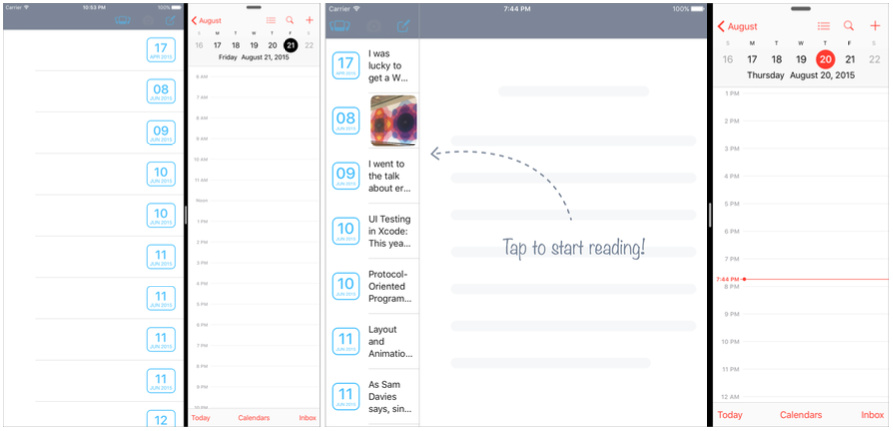 Carrier 10:53 PM 100%
17
APR 2015
08
JUN 2015
09
JUN 2015
10
JUN 2015
10
JUN 2015
11
JUN 2015
11
JUN 2015
11
JUN 2015
11
JUN 2015
12
August
S M T W T F S
16 17 18 19 20 21 22
Friday August 21, 2015
6 AM
7 AM
8 AM
9 AM
10 AM
11 AM
Noon
1 PM
2 PM
3 PM
4 PM
5 PM
6 PM
7 PM
8 PM
9 PM
10 PM
Today Calendars Inbox
Carrier 7:44 PM 100%
17
APR 2015
I was
lucky to
get a W...
08
JUN 2015
09
JUN 2015
I went to
the talk
about er...
10
JUN 2015
UI Testing
in Xcode:
This yea...
10
JUN 2015
Protocol-
Oriented
Program...
11
JUN 2015
Layout
and
Animatio...
11
JUN 2015
As Sam
Davies
says, sin...
Tap to start reading!
August
S M T W T F S
16 17 18 19 20 21 22
Thursday August 20, 2015
1 PM
2 PM
3 PM
4 PM
5 PM
6 PM
7 PM
7:44 PM
8 PM
9 PM
10 PM
11 PM
12 AM
Today Calendars Inbox